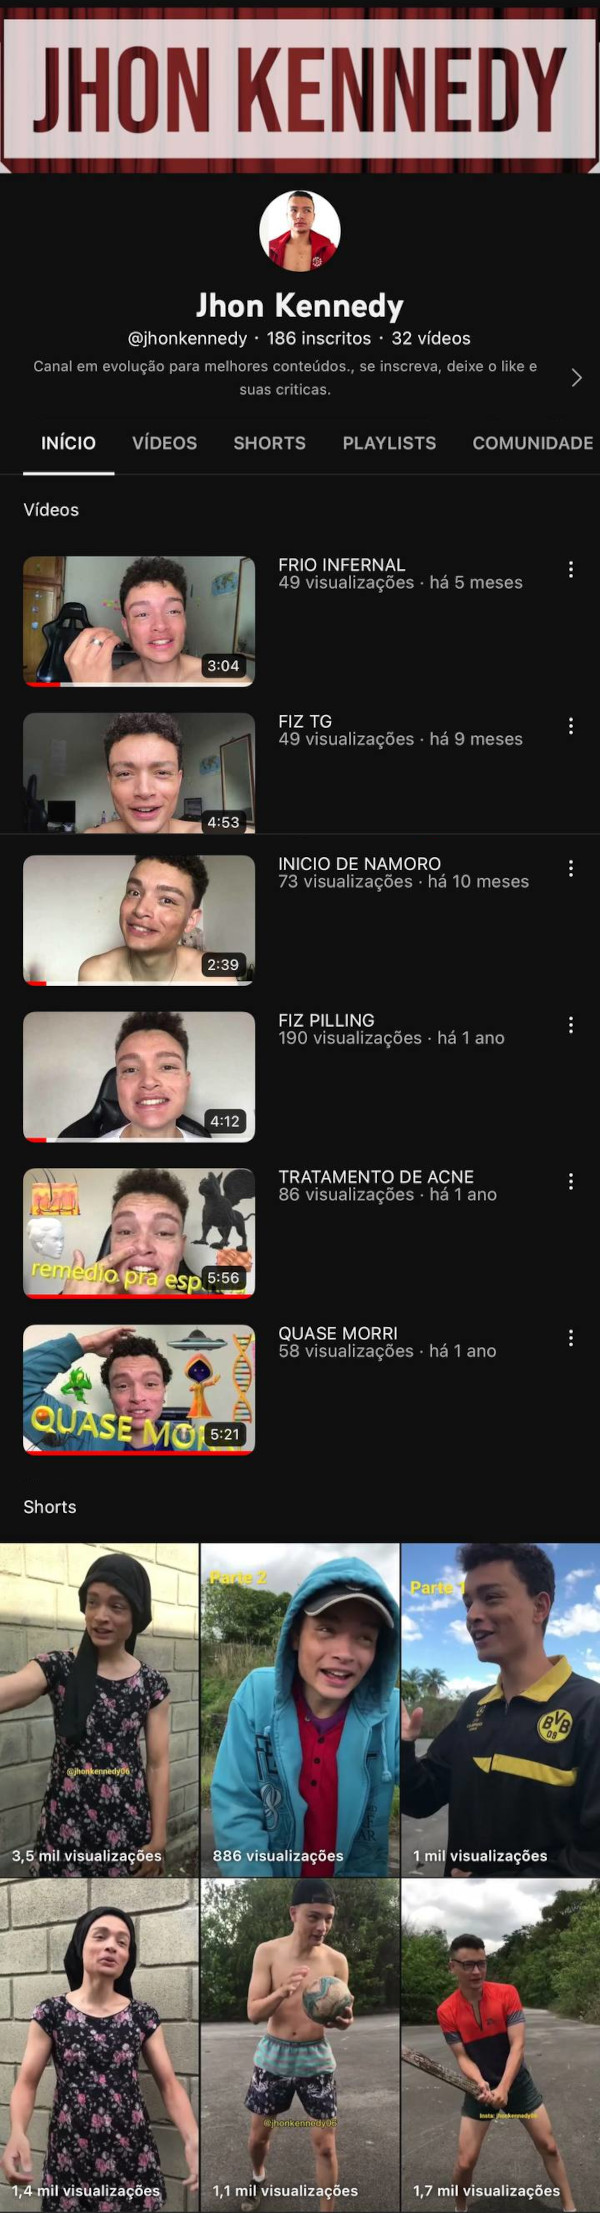 JHON KENNEDY
Jhon Kennedy
@jhonkennedy · 186 inscritos · 32 vídeos
Canal em evolução para melhores conteúdos., se inscreva, deixe o like e
suas criticas.
INÍCIO VÍDEOS SHORTS PLAYLISTS COMUNIDADE
Vídeos
FRIO INFERNAL
49 visualizações · há 5 meses
3:04
FIZ TG
49 visualizações · há 9 meses
4:53
INICIO DE NAMORO
73 visualizações · há 10 meses
2:39
FIZ PILLING
190 visualizações · há 1 ano
4:12
TRATAMENTO DE ACNE
86 visualizações · há 1 ano
remedio pra esp
5:56
QUASE MORRI
58 visualizações · há 1 ano
QUASE MORR
5:21
Shorts
Parte 2
Parte 1
BVB
09
@jhonkennedy06
3,5 mil visualizações
886 visualizações
1 mil visualizações
@jhonkennedy06
Insta: jhonkennedy06
1,4 mil visualizações
1,1 mil visualizações
1,7 mil visualizações